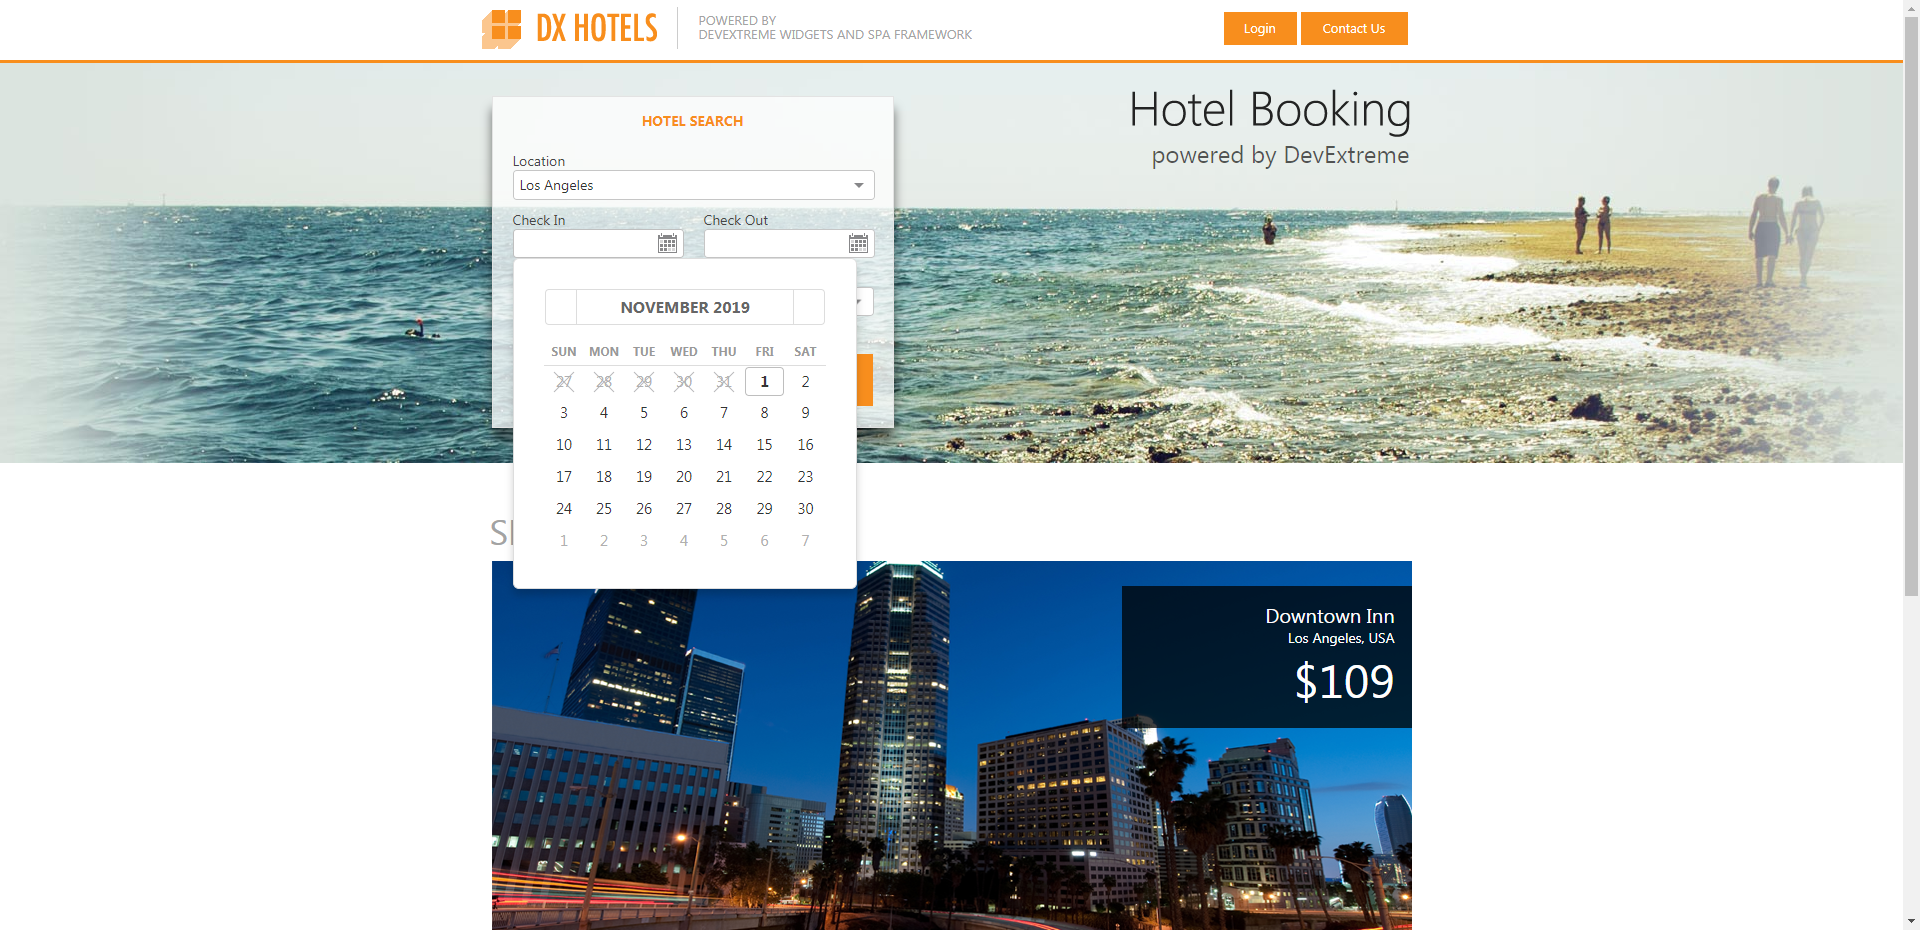 DX HOTELS
POWERED BY
DEVEXTREME WIDGETS AND SPA FRAMEWORK
Login
Contact Us
Hotel Booking
powered by DevExtreme
HOTEL SEARCH
Location
Los Angeles
Check In
Check Out
NOVEMBER 2019
SUN MON TUE WED THU FRI SAT
27 28 29 30 31 1 2
3 4 5 6 7 8 9
10 11 12 13 14 15 16
17 18 19 20 21 22 23
24 25 26 27 28 29 30
1 2 3 4 5 6 7
Downtown Inn
Los Angeles, USA
$109